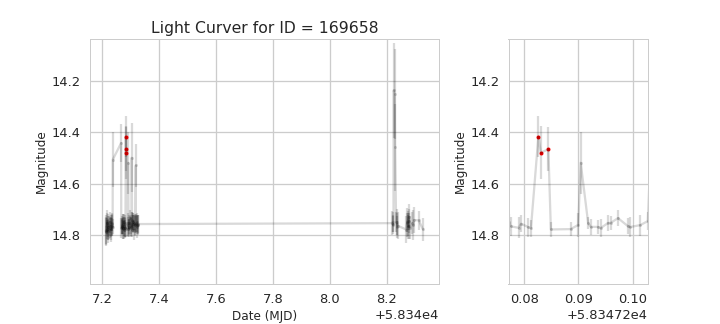 Light Curver for ID = 169658
14.2
14.4
14.6
14.8
Magnitude
7.2
7.4
7.6
7.8
8.0
8.2
Date (MJD)
+5.834e4
14.2
14.4
14.6
14.8
Magnitude
0.08
0.09
0.10
+5.83472e4